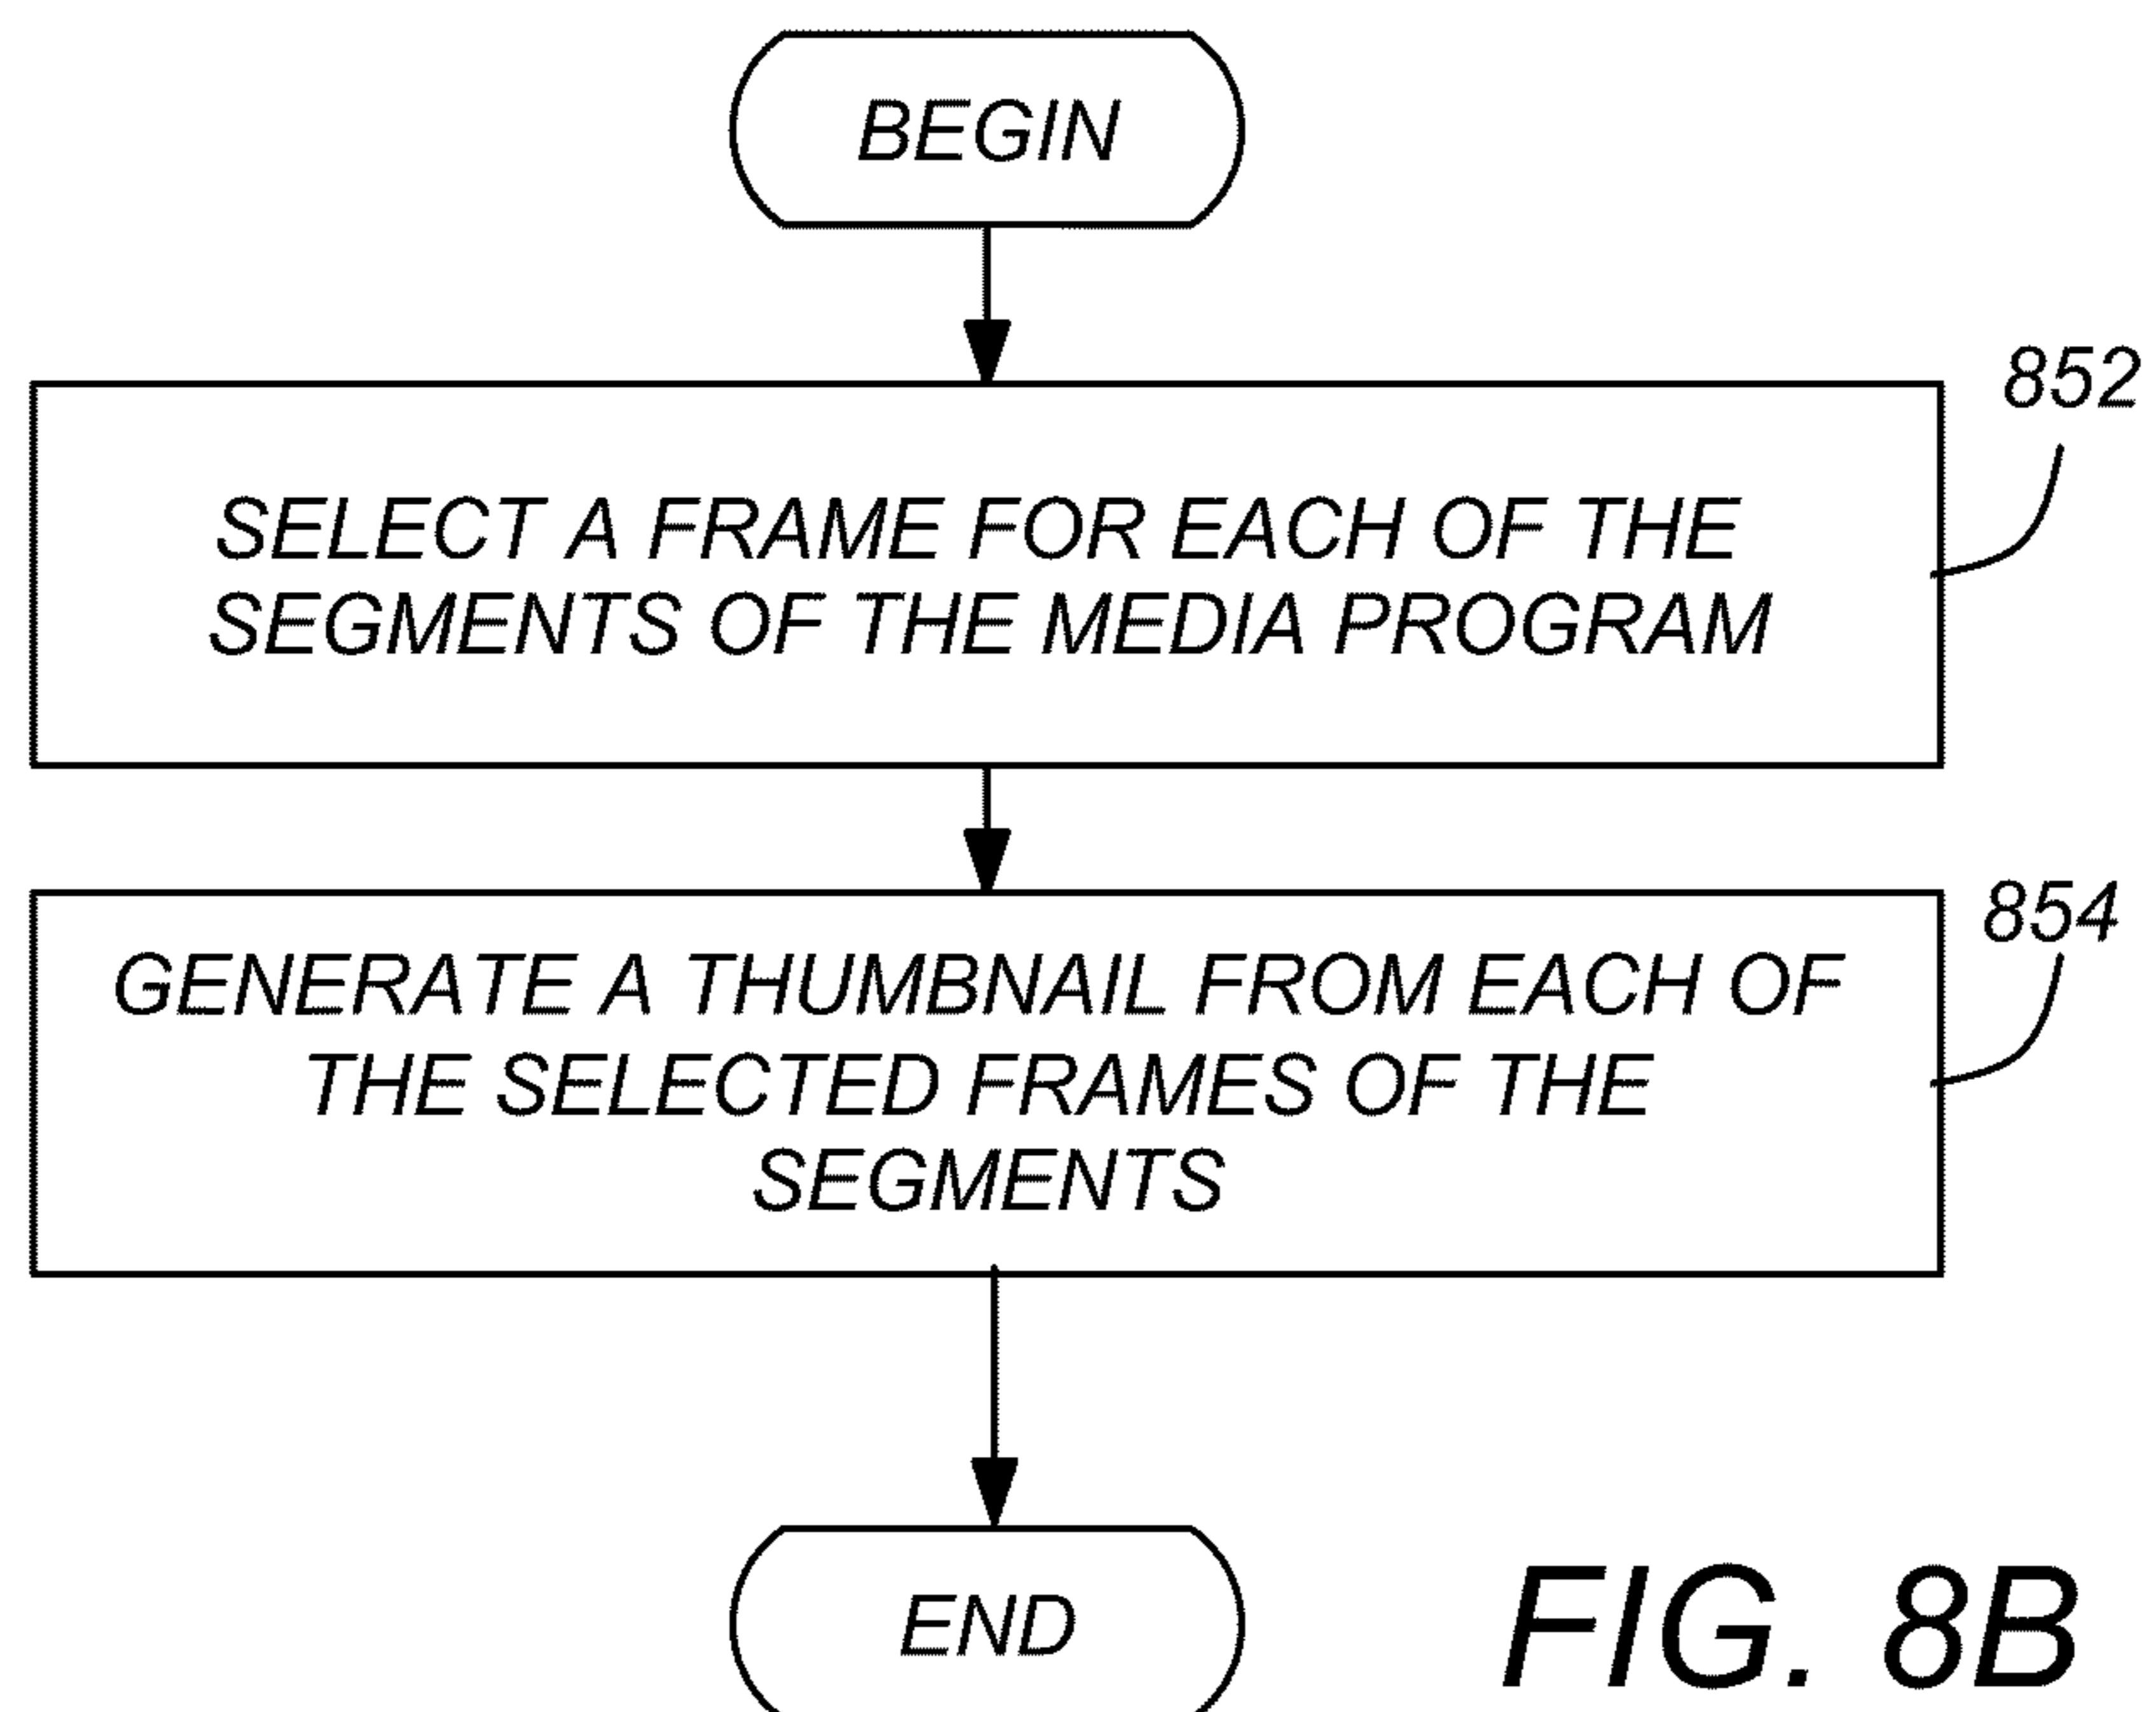 BEGIN
852
SELECT A FRAME FOR EACH OF THE
SEGMENTS OF THE MEDIA PROGRAM
854
GENERATE A THUMBNAIL FROM EACH OF
THE SELECTED FRAMES OF THE
SEGMENTS
END
FIG. 8B